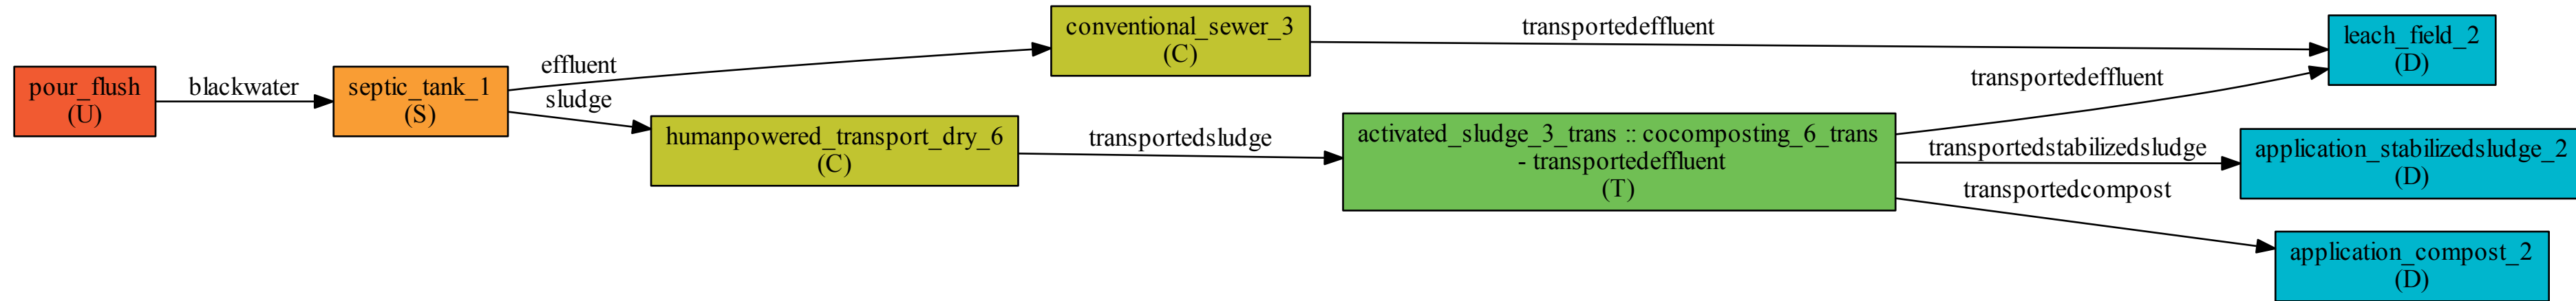 pour_flush
(U)
blackwater
septic_tank_1
(S)
effluent
sludge
conventional_sewer_3
(C)
humanpowered_transport_dry_6
(C)
transportedeffluent
transportedsludge
activated_sludge_3_trans :: cocomposting_6_trans
- transportedeffluent
(T)
transportedeffluent
transportedstabilizedsludge
transportedcompost
leach_field_2
(D)
application_stabilizedsludge_2
(D)
application_compost_2
(D)